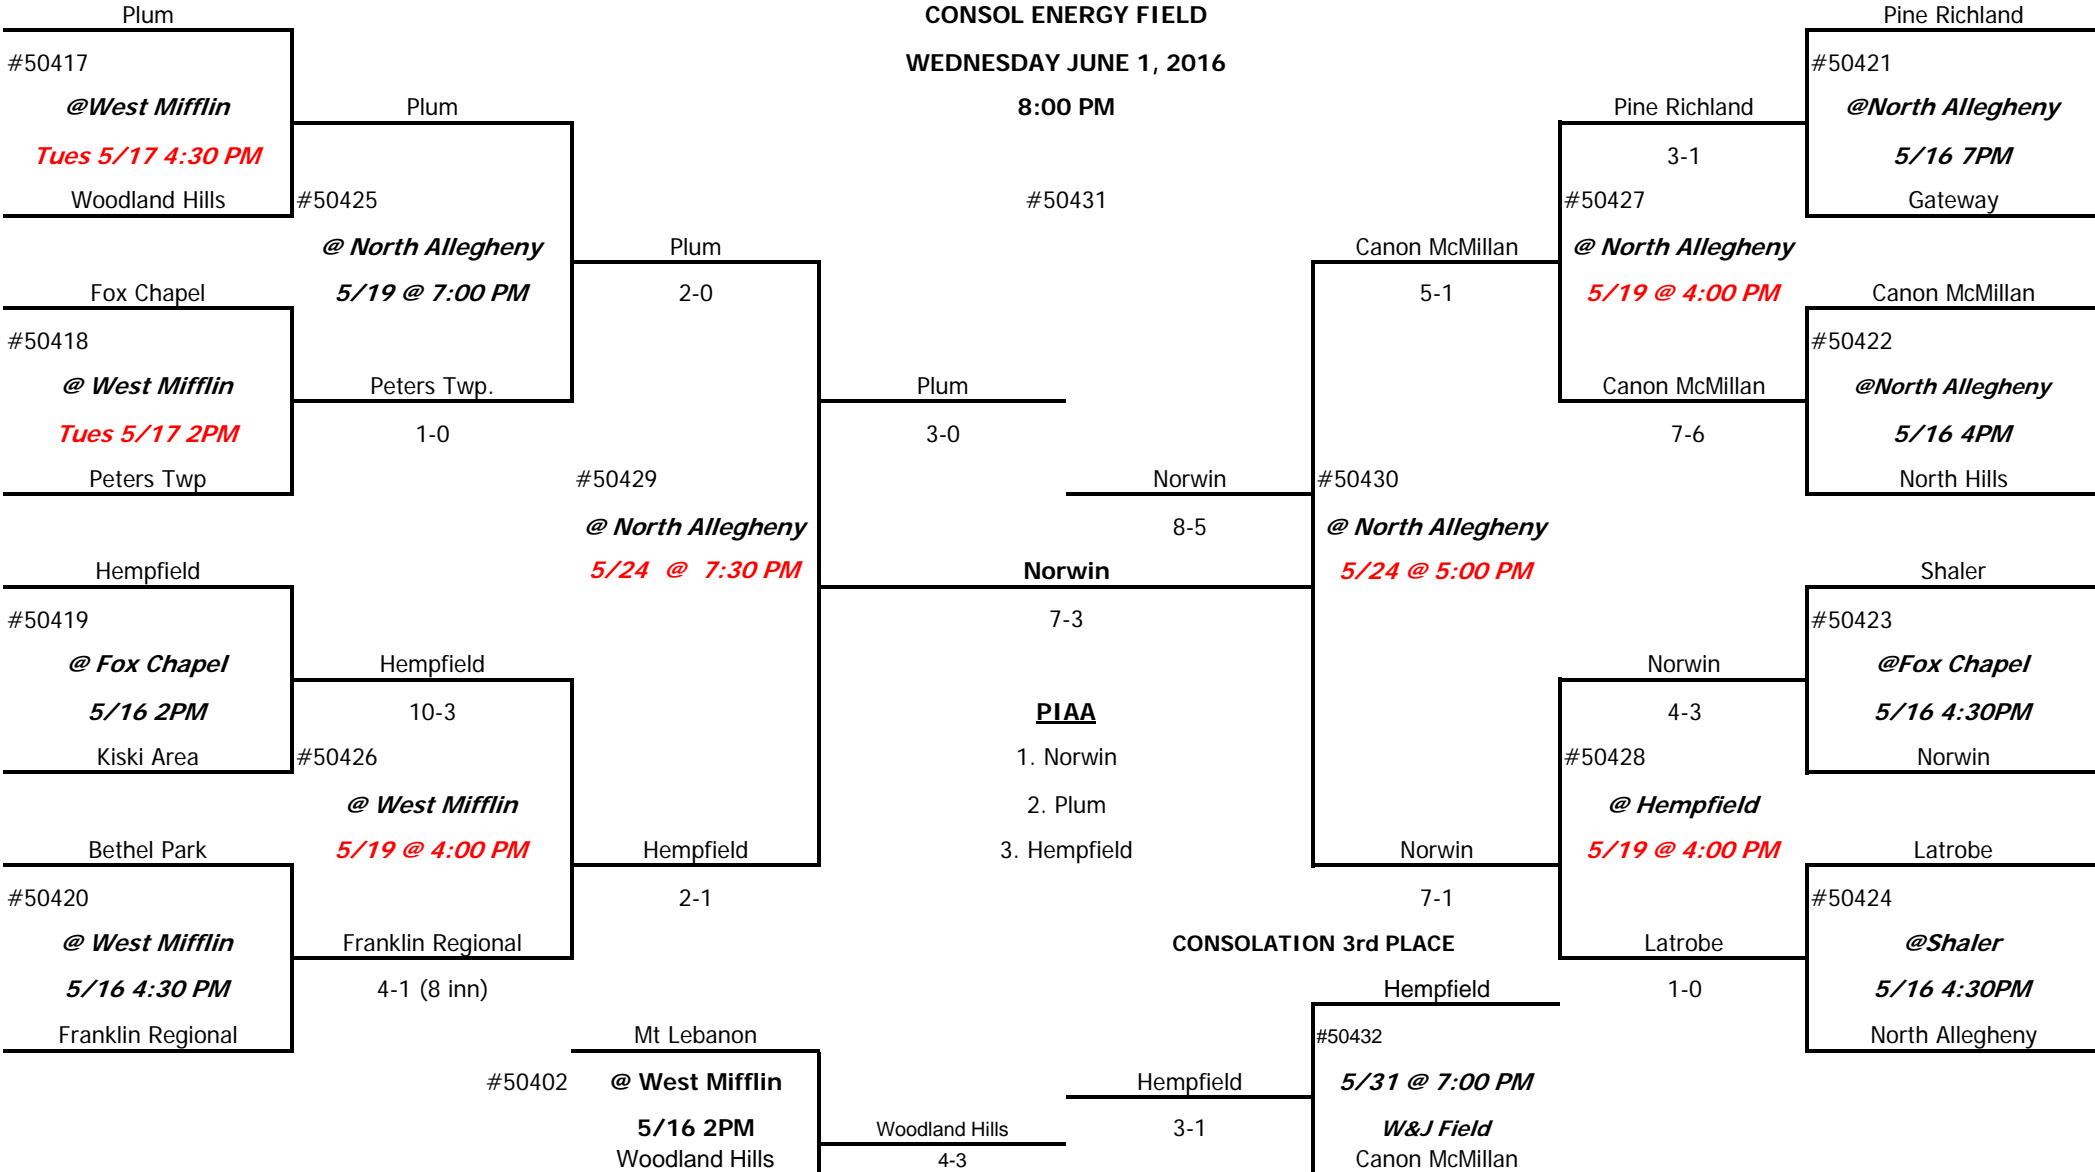 Plum
CONSOL ENERGY FIELD
Pine Richland
#50417
WEDNESDAY JUNE 1, 2016
#50421
@West Mifflin
Plum
8:00 PM
Pine Richland
@North Allegheny
Tues 5/17 4:30 PM
3-1
5/16 7PM
Woodland Hills
#50425
#50431
#50427
Gateway
@ North Allegheny
Plum
Canon McMillan
@ North Allegheny
Fox Chapel
5/19 @ 7:00 PM
2-0
5-1
5/19 @ 4:00 PM
Canon McMillan
#50418
#50422
@ West Mifflin
Peters Twp.
Plum
Canon McMillan
@North Allegheny
Tues 5/17 2PM
1-0
3-0
7-6
5/16 4PM
Peters Twp
#50429
Norwin
#50430
North Hills
@ North Allegheny
8-5
@ North Allegheny
Hempfield
5/24 @ 7:30 PM
Norwin
5/24 @ 5:00 PM
Shaler
#50419
7-3
#50423
@ Fox Chapel
Hempfield
Norwin
@Fox Chapel
5/16 2PM
10-3
PIAA
4-3
5/16 4:30PM
Kiski Area
#50426
1. Norwin
#50428
Norwin
@ West Mifflin
2. Plum
@ Hempfield
Bethel Park
5/19 @ 4:00 PM
Hempfield
3. Hempfield
Norwin
5/19 @ 4:00 PM
Latrobe
#50420
2-1
7-1
#50424
@ West Mifflin
Franklin Regional
CONSOLATION 3rd PLACE
Latrobe
@Shaler
5/16 4:30 PM
4-1 (8 inn)
Hempfield
1-0
5/16 4:30PM
Franklin Regional
Mt Lebanon
#50432
North Allegheny
#50402
@ West Mifflin
Hempfield
5/31 @ 7:00 PM
5/16 2PM
Woodland Hills
3-1
W&J Field
Woodland Hills
4-3
Canon McMillan